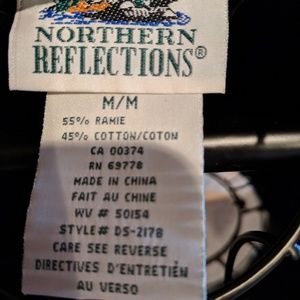 NORTHERN
REFLECTIONS®
M/M
55% RAMIE
45% COTTON/COTON
CA 00374
RN 69778
MADE IN CHINA
FAIT AU CHINE
WV # 50154
STYLE# DS-2178
CARE SEE REVERSE
DIRECTIVES D'ENTRETIÉN
AU VERSO